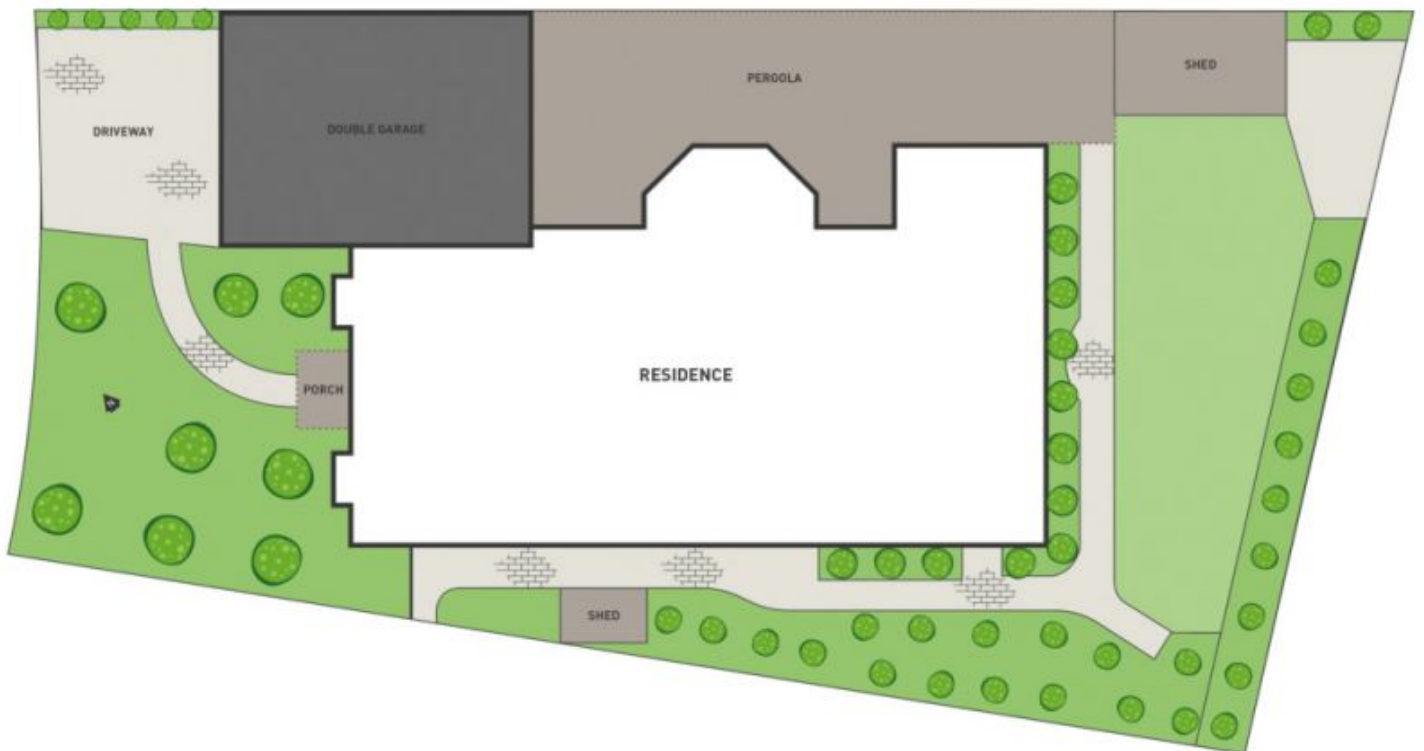 SHED
PERGOLA
DOUBLE GARAGE
DRIVEWAY
RESIDENCE
PORCH
SHED